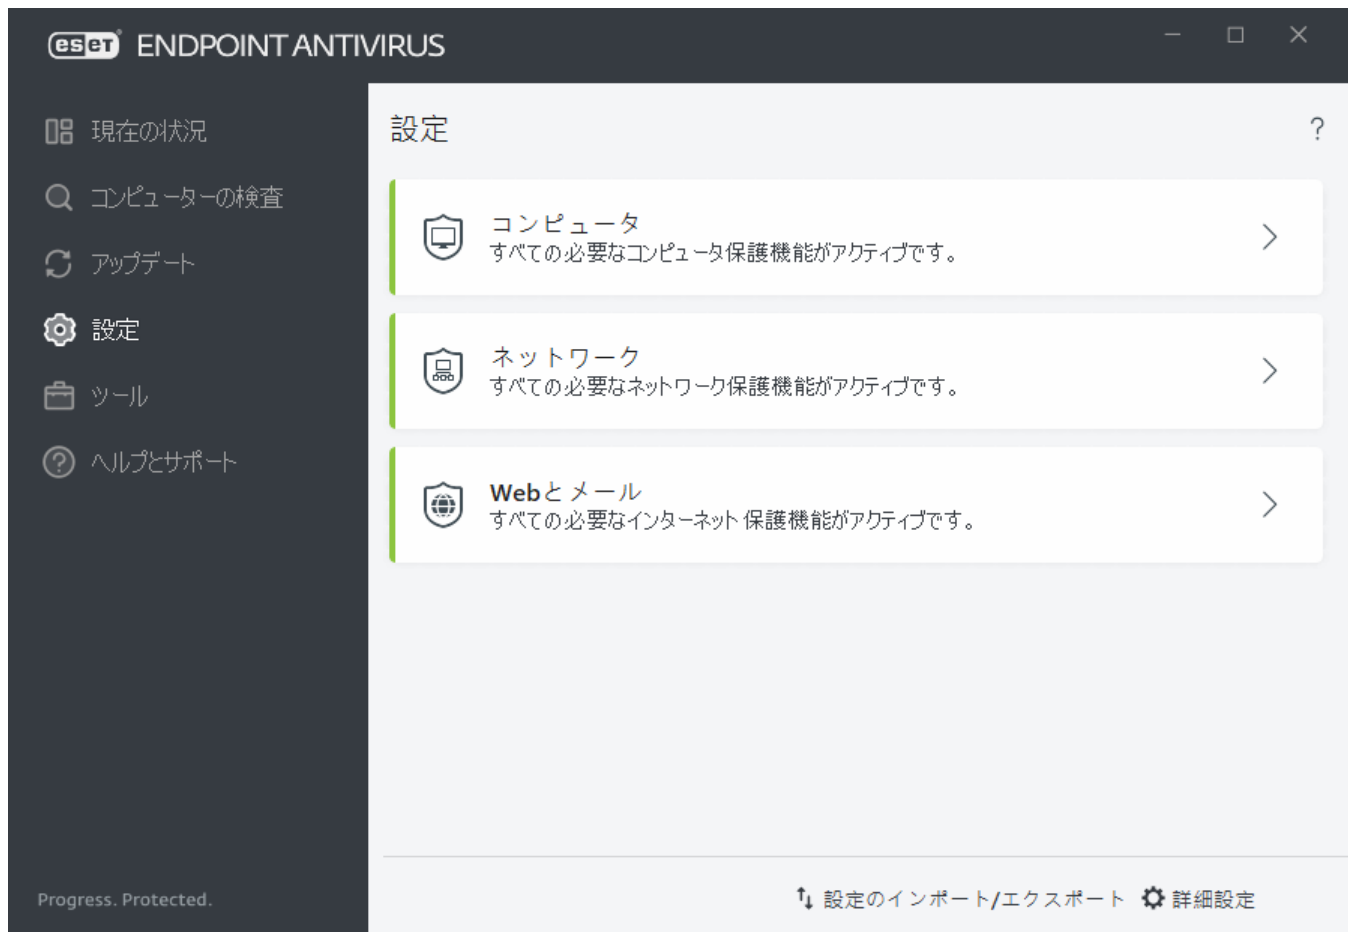 eset ENDPOINT ANTIVIRUS
現在の状況
コンピューターの検査
アップデート
設定
ツール
ヘルプとサポート
Progress. Protected.
設定
?
コンピュータ
すべての必要なコンピュータ保護機能がアクティブです。
ネットワーク
すべての必要なネットワーク保護機能がアクティブです。
Webとメール
すべての必要なインターネット保護機能がアクティブです。
設定のインポート/エクスポート 詳細設定